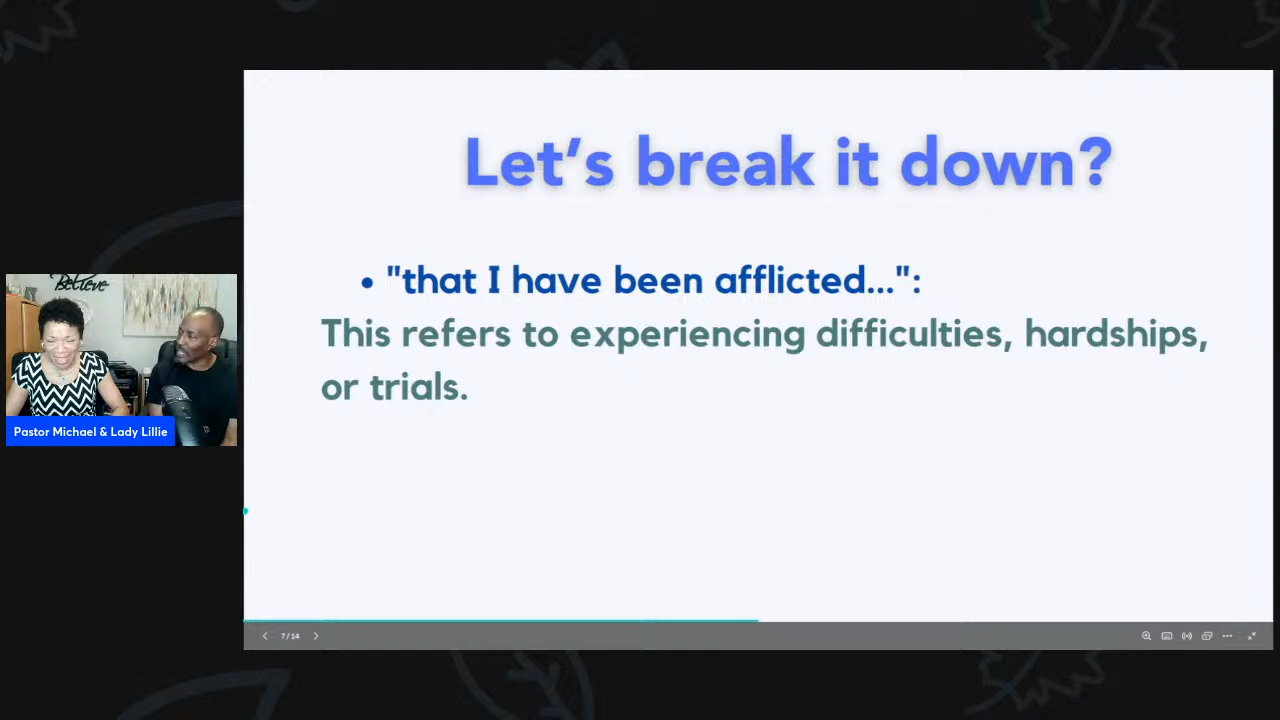 Let’s break it down?
• "that I have been afflicted...":
This refers to experiencing difficulties, hardships,
or trials.
Believe
Pastor Michael & Lady Lillie
7 / 14